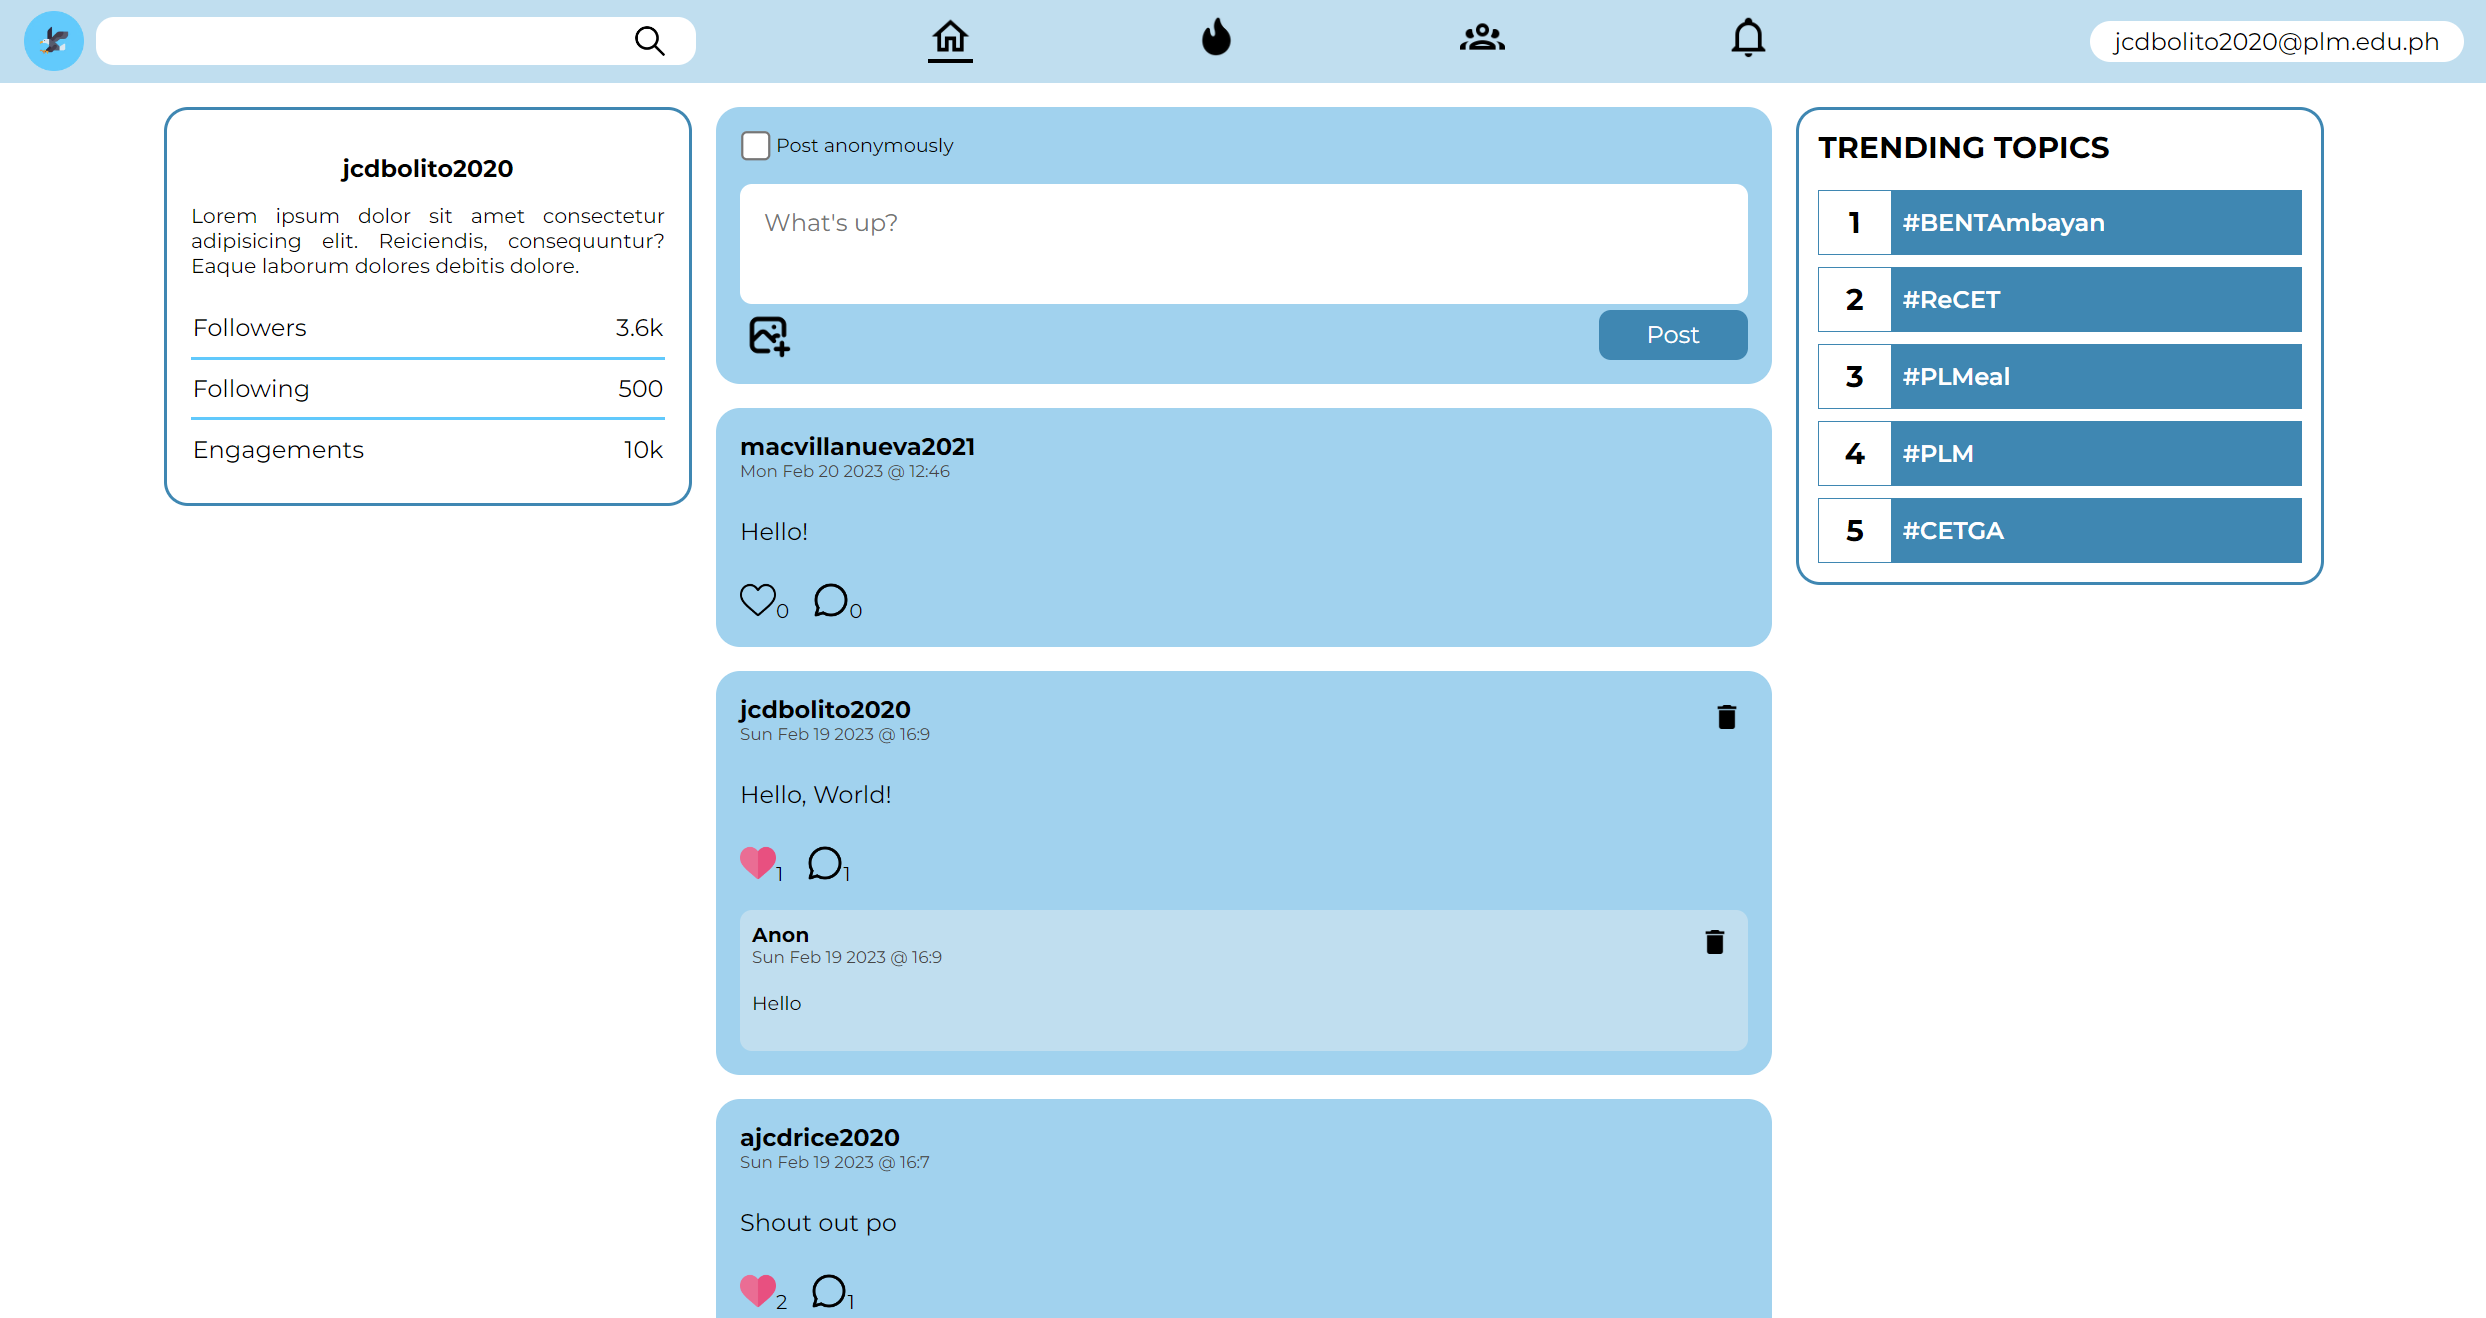 jcdbolito2020@plm.edu.ph
jcdbolito2020
Lorem ipsum dolor sit amet consectetur
adipisicing elit. Reiciendis, consequuntur?
Eaque laborum dolores debitis dolore.
Followers 3.6k
Following 500
Engagements 10k
Post anonymously
What's up?
Post
macvillanueva2021
Mon Feb 20 2023 @ 12:46
Hello!
0 0
jcdbolito2020
Sun Feb 19 2023 @ 16:9
Hello, World!
1 1
Anon
Sun Feb 19 2023 @ 16:9
Hello
ajcdrice2020
Sun Feb 19 2023 @ 16:7
Shout out po
2 1
TRENDING TOPICS
1 #BENTAmbayan
2 #ReCET
3 #PLMeal
4 #PLM
5 #CETGA